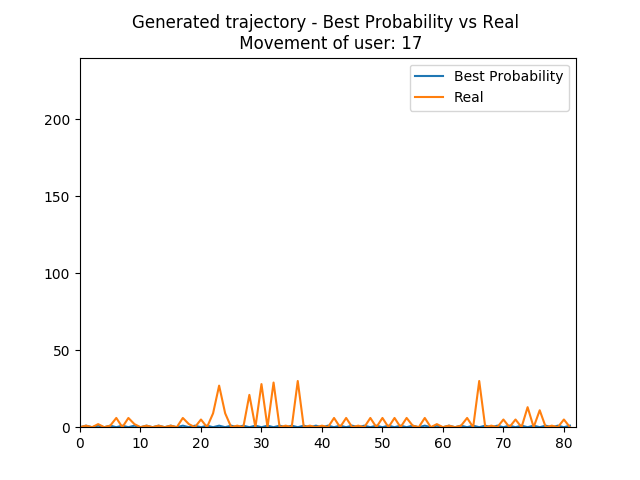 Generated trajectory - Best Probability vs Real
Movement of user: 17
Best Probability
Real
200
150
100
50
0
0 10 20 30 40 50 60 70 80